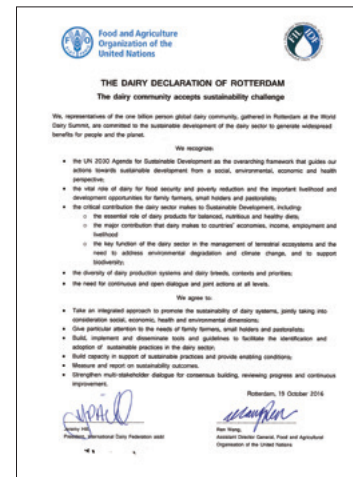 Food and Agriculture
Organization of the
United Nations
THE DAIRY DECLARATION OF ROTTERDAM
The dairy community accepts sustainability challenge
We, representatives of the one billion person global dairy community, gathered in Rotterdam at the World
Dairy Summit, are committed to the sustainable development of the dairy sector to generate widespread
benefits for people and the planet.
We recognize:
• the UN 2030 Agenda for Sustainable Development as the overarching framework that guides our
actions towards sustainable development from a social, environmental, economic and health
perspective;
• the vital role of dairy for food security and poverty reduction and the important livelihood and
development opportunities for family farmers, small holders and pastoralists;
• the critical contribution the dairy sector makes to Sustainable Development, including:
o the essential role of dairy products for balanced, nutritious and healthy diets,
o the major contribution that dairy makes to countries' economies, income, employment and
livelihood
o the key function of the dairy sector in the management of terrestrial ecosystems and the
need to address environmental degradation and climate change, and to support
biodiversity;
• the diversity of dairy production systems and dairy breeds, contexts and priorities;
• the need for continuous and open dialogue and joint actions at all levels.
We agree to:
• Take an integrated approach to promote the sustainability of dairy systems, jointly taking into
consideration social, economic, health and environmental dimensions;
• Give particular attention to the needs of family farmers, small holders and pastoralists;
• Build, implement and disseminate tools and guidelines to facilitate the identification and
adoption of sustainable practices in the dairy sector;
• Build capacity in support of sustainable practices and provide enabling conditions;
• Measure and report on sustainability outcomes.
• Strengthen multi-stakeholder dialogue for consensus building, reviewing progress and continuous
improvement.
Rotterdam, 19 October 2016
Jeremy Hill,
President, International Dairy Federation aisbl
Ren Wang,
Assistant Director General, Food and Agricultural
Organisation of the United Nations